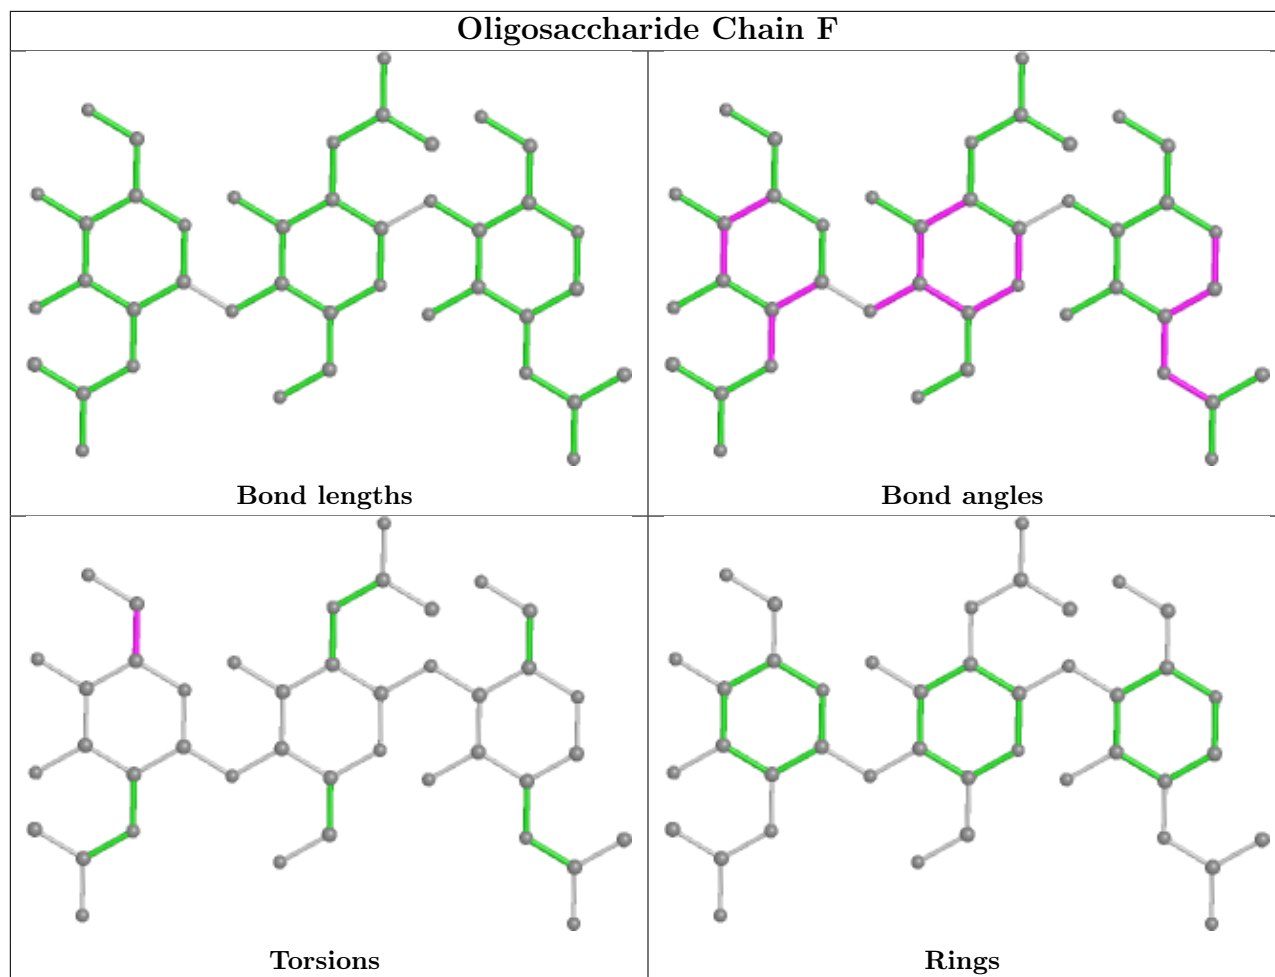 Oligosaccharide Chain F
Bond lengths
Bond angles
Torsions
Rings